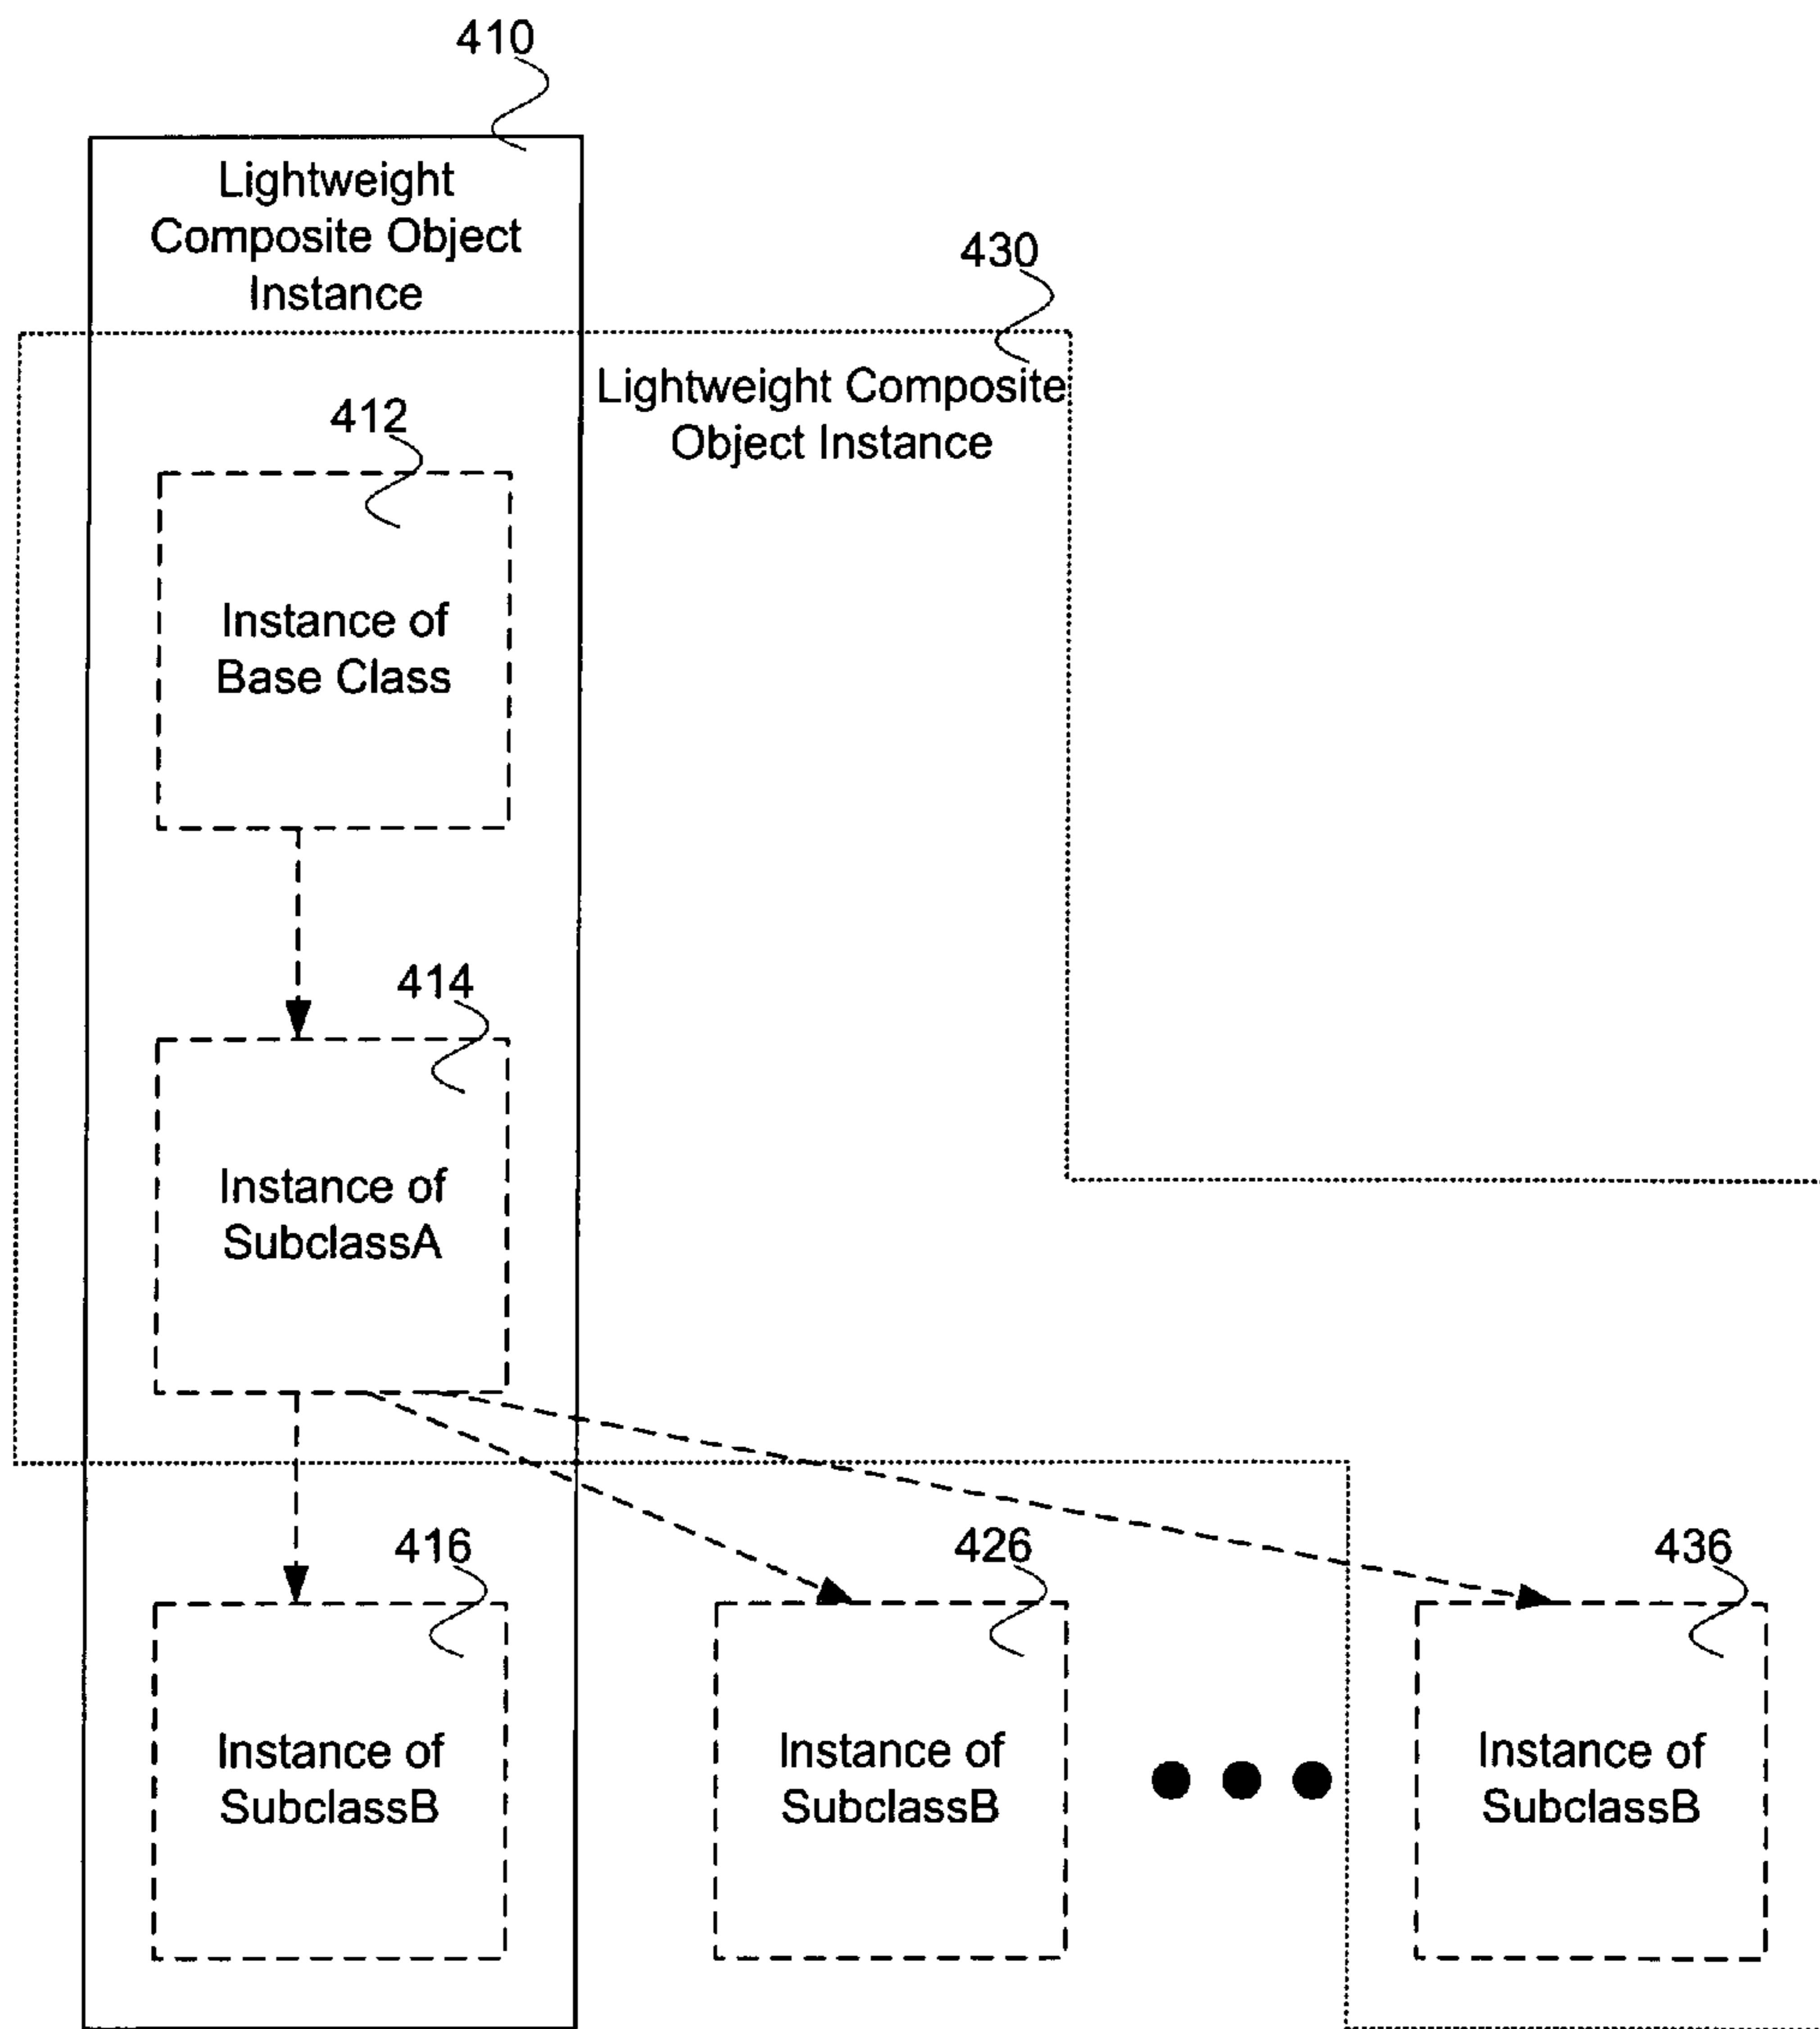 410
Lightweight
Composite Object
Instance
430
Lightweight Composite
Object Instance
412
Instance of
Base Class
414
Instance of
SubclassA
416
Instance of
SubclassB
426
Instance of
SubclassB
436
Instance of
SubclassB